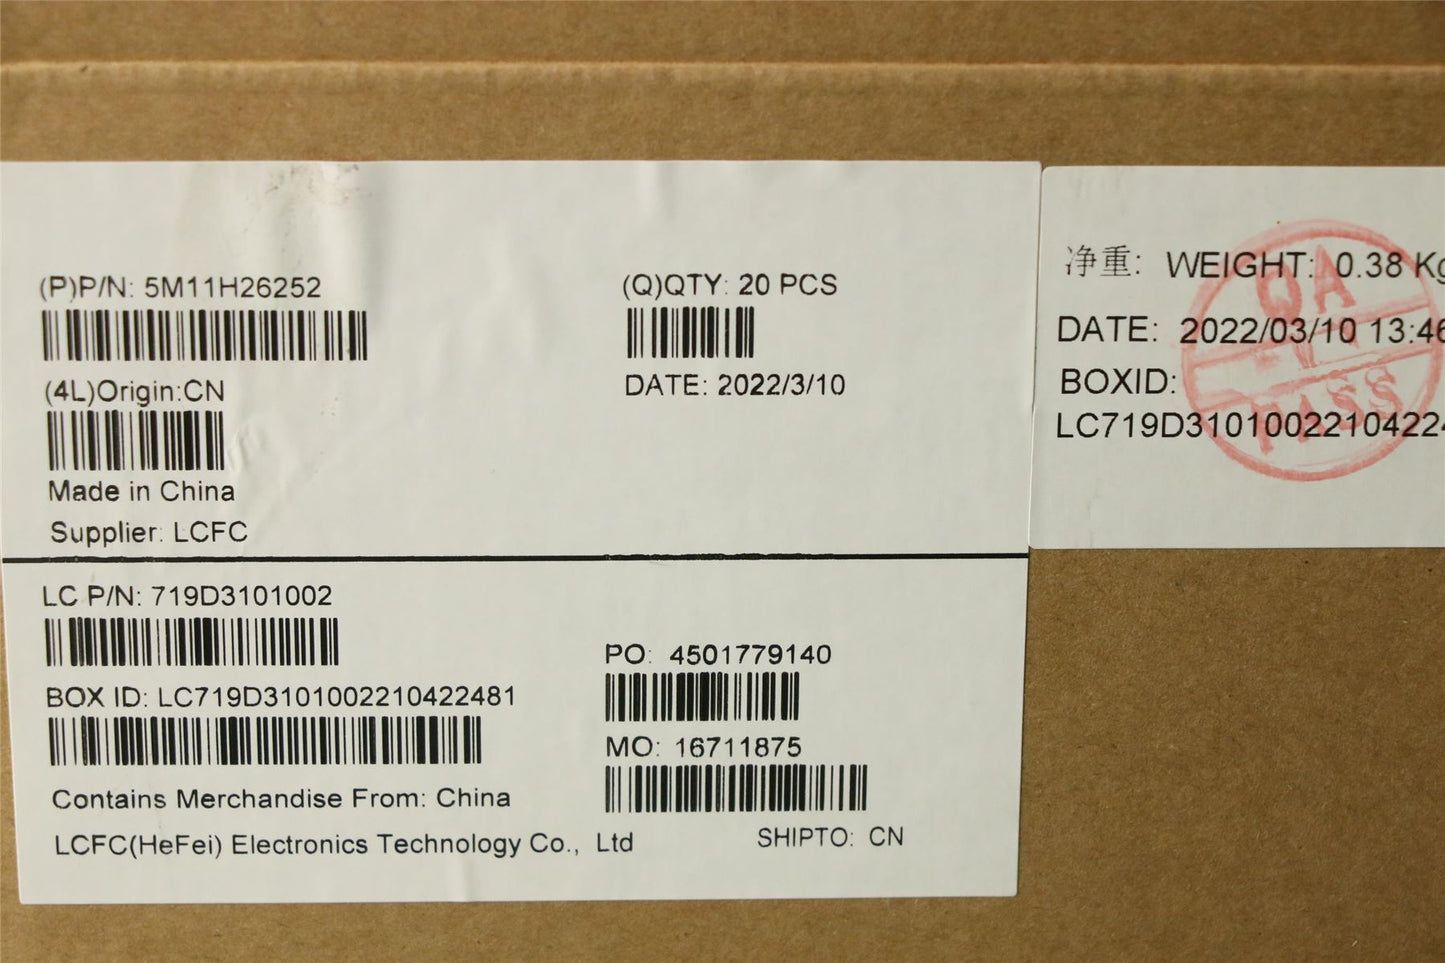 (P)P/N: 5M11H26252
(Q)QTY: 20 PCS
(4L)Origin:CN
DATE: 2022/3/10
Made in China
Supplier: LCFC
LC P/N: 719D3101002
PO: 4501779140
BOX ID: LC719D3101002210422481
MO: 16711875
Contains Merchandise From: China
LCFC(HeFei) Electronics Technology Co., Ltd
SHIPTO: CN
净重: WEIGHT: 0.38 Kg
DATE: 2022/03/10 13:46
BOXID:
LC719D31010022104224
QA
PASS